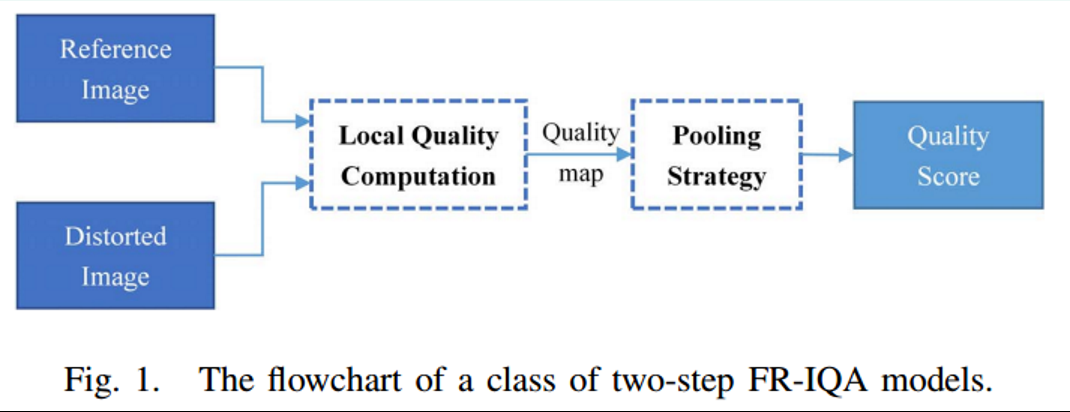 Reference
Image
Distorted
Image
Local Quality
Computation
Quality
map
Pooling
Strategy
Quality
Score
Fig. 1. The flowchart of a class of two-step FR-IQA models.